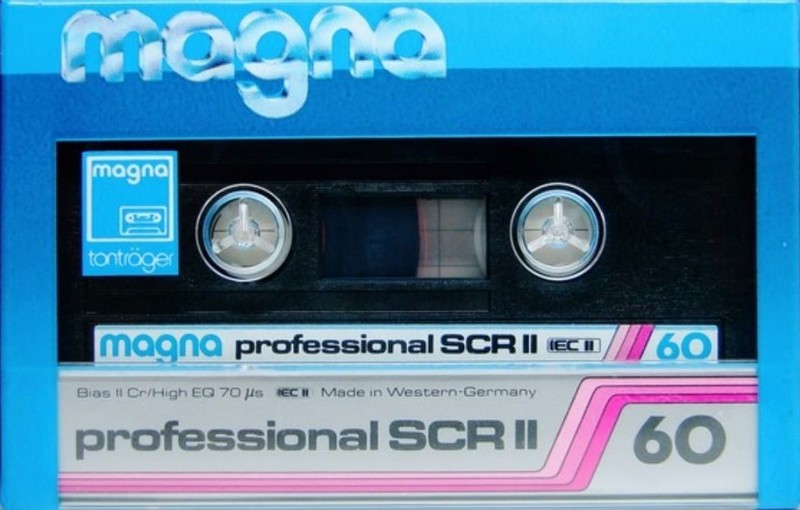 magna
magna
tonträger
magna professional SCR II IEC II 60
Bias II Cr/High EQ 70 µs IEC II Made in Western-Germany
professional SCR II 60